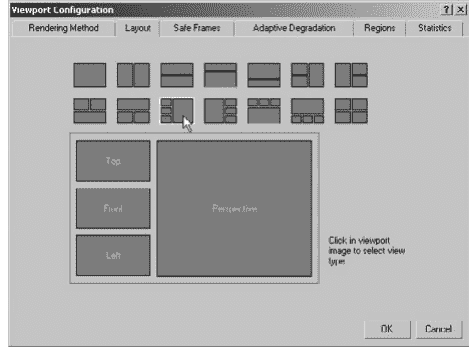 Viewport Configuration
Rendering Method Layout Safe Frames Adaptive Degradation Regions Statistics
Top
Front
Perspective
Left
Click in viewport
image to select view
type
OK Cancel